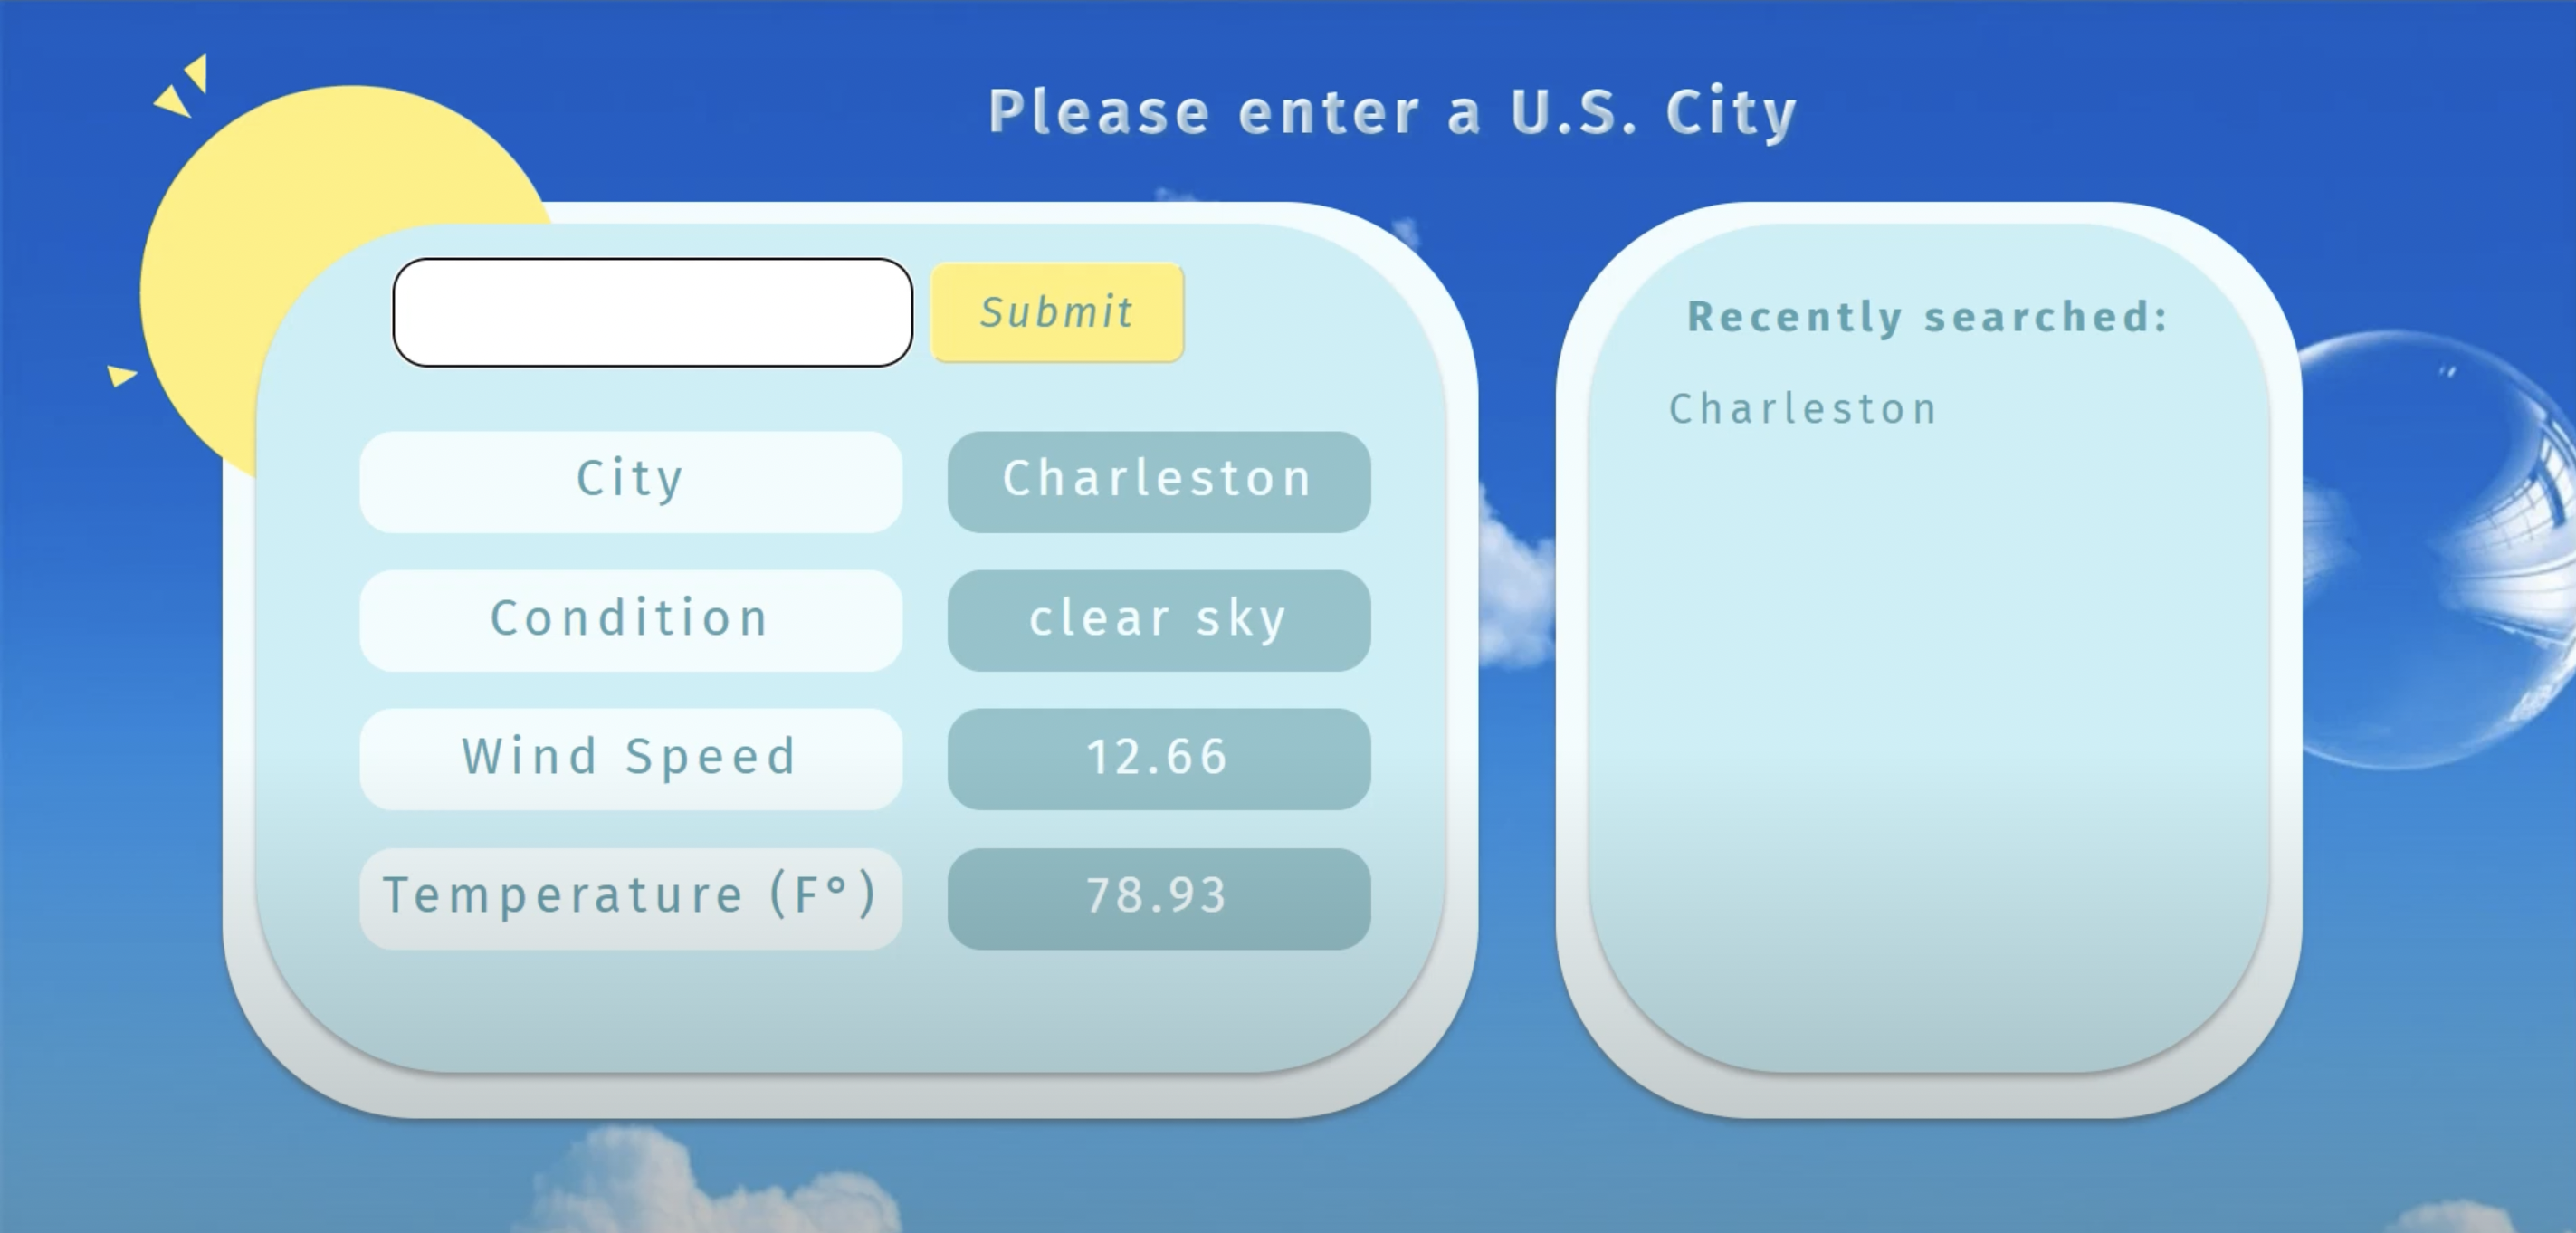 Please enter a U.S. City
Submit
City
Charleston
Condition
clear sky
Wind Speed
12.66
Temperature (F°)
78.93
Recently searched:
Charleston